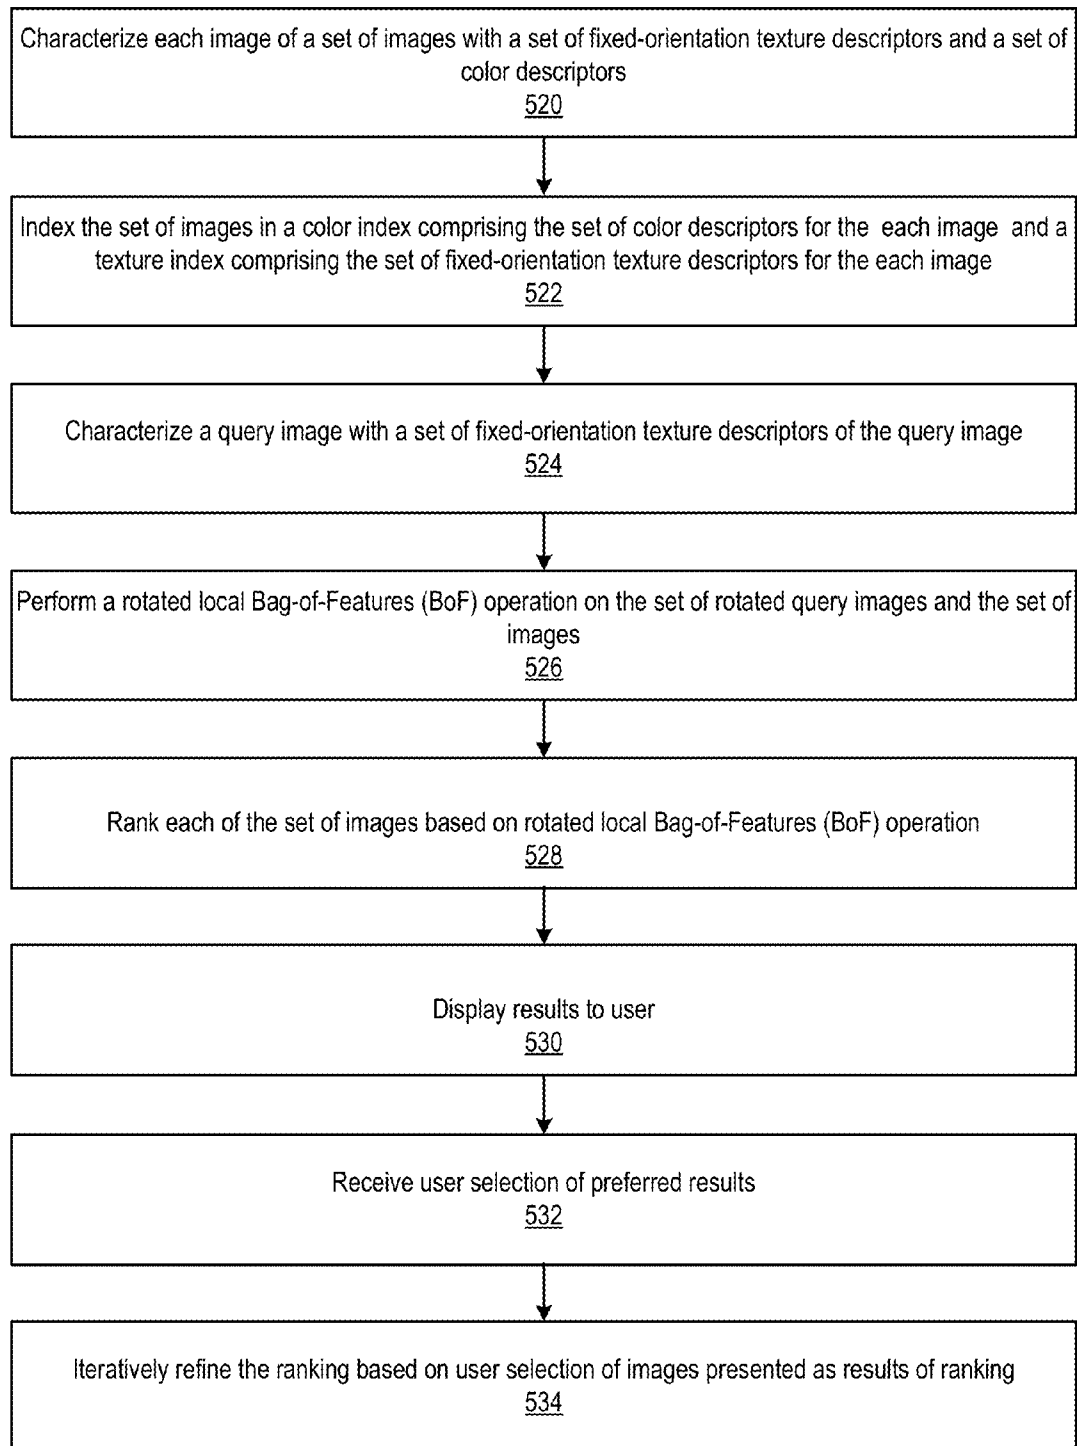 Characterize each image of a set of images with a set of fixed-orientation texture descriptors and a set of
color descriptors
520
Index the set of images in a color index comprising the set of color descriptors for the each image and a
texture index comprising the set of fixed-orientation texture descriptors for the each image
522
Characterize a query image with a set of fixed-orientation texture descriptors of the query image
524
Perform a rotated local Bag-of-Features (BoF) operation on the set of rotated query images and the set of
images
526
Rank each of the set of images based on rotated local Bag-of-Features (BoF) operation
528
Display results to user
530
Receive user selection of preferred results
532
Iteratively refine the ranking based on user selection of images presented as results of ranking
534